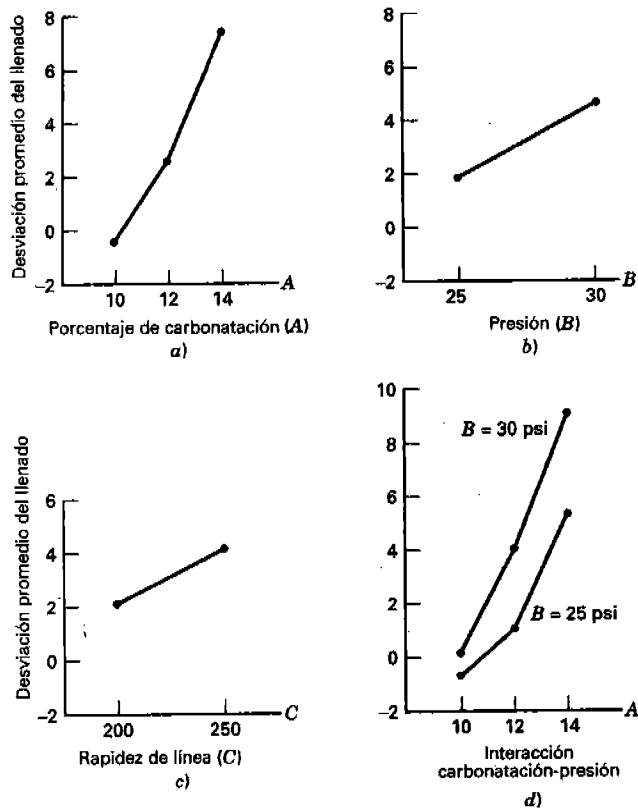 Desviación promedio del llenado
8
6
4
2
0
−2
10 12 14
A
Porcentaje de carbonatación (A)
a)
8
6
4
2
0
−2
25 30
B
Presión (B)
b)
Desviación promedio del llenado
6
4
2
0
−2
200 250
C
Rapidez de línea (C)
c)
10
8
6
4
2
0
−2
B = 30 psi
B = 25 psi
10 12 14
A
Interacción
carbonatación-presión
d)